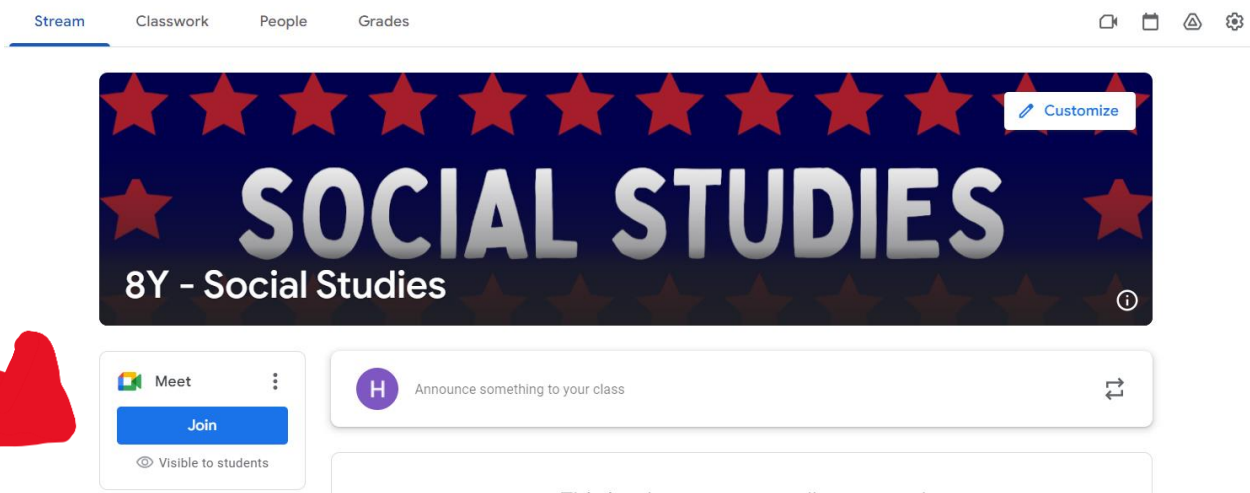 Stream Classwork People Grades
Customize
SOCIAL STUDIES
8Y - Social Studies
Meet
H Announce something to your class
Join
Visible to students